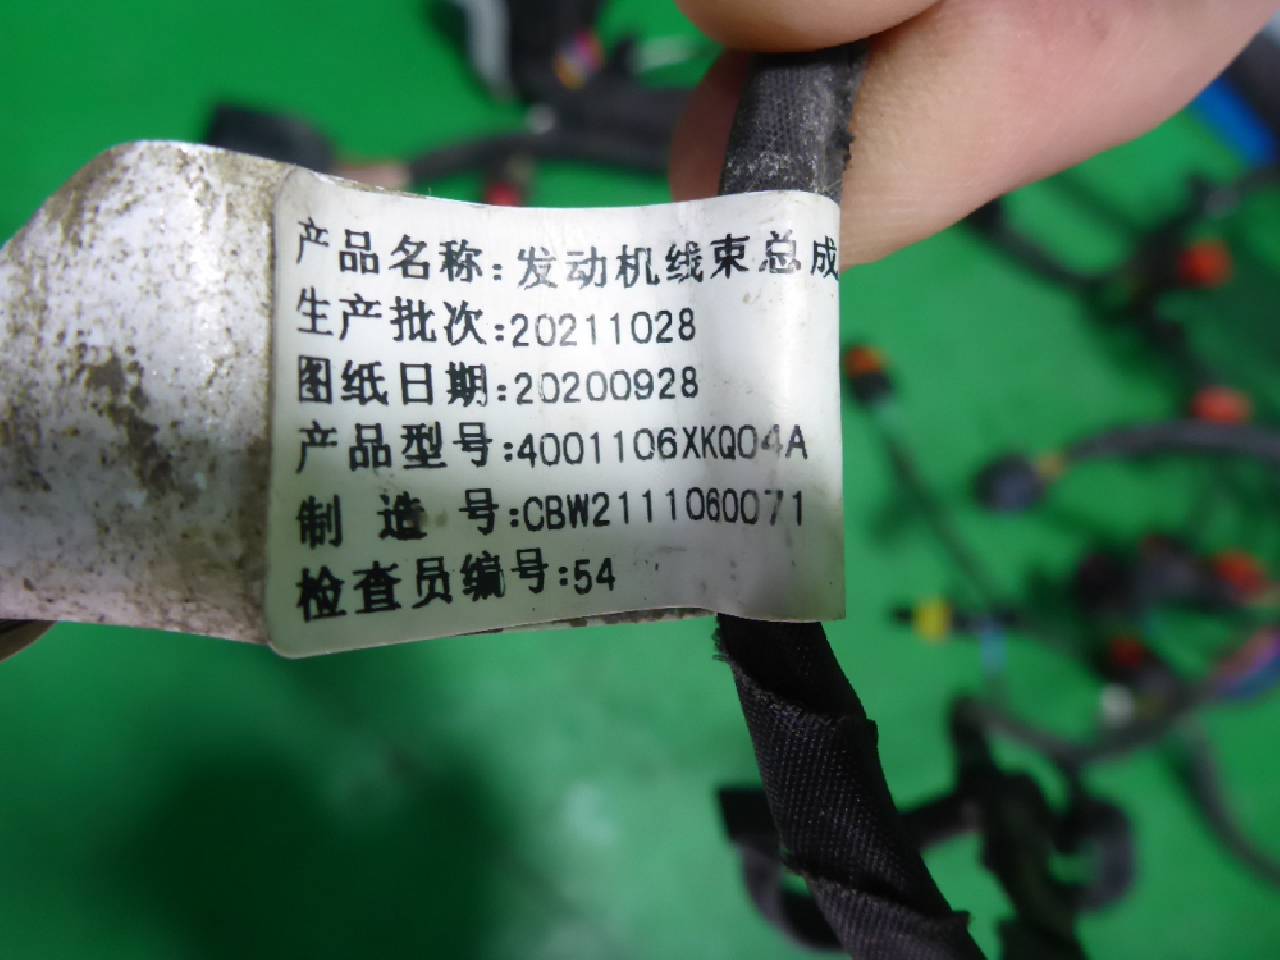 产品名称:发动机线束总成
生产批次:20211028
图纸日期:20200928
产品型号:4001106XKQ04A
制造号:CBW2111060071
检查员编号:54